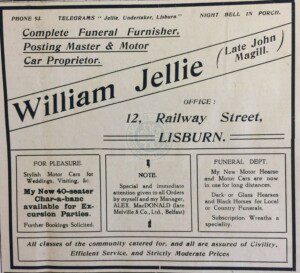 PHONE 52. TELEGRAMS "Jellie, Undertaker, Lisburn" NIGHT BELL IN PORCH.
Complete Funeral Furnisher.
Posting Master & Motor
Car Proprietor.
William Jellie (Late John
Magill.)
OFFICE:
12, Railway Street,
LISBURN.
FOR PLEASURE.
Stylish Motor Cars for
Weddings, Visiting, &c.
My New 40-seater
Char-a-banc
available for Ex-
cursion Parties.
Further Bookings Solicited.
NOTE.
Special and immediate
attention given to all Orders
by myself and my Manager,
ALEX. MacDONALD (late
Melville & Co., Ltd., Belfast)
FUNERAL DEPT.
My New Motor Hearse
and Motor Cars are now
in use for long distances.
Dark or Glass Hearses
and Black Horses for Local
or Country Funerals.
Subscription Wreaths a
speciality.
All classes of the community catered for, and all are assured of Civility,
Efficient Service, and Strictly Moderate Prices